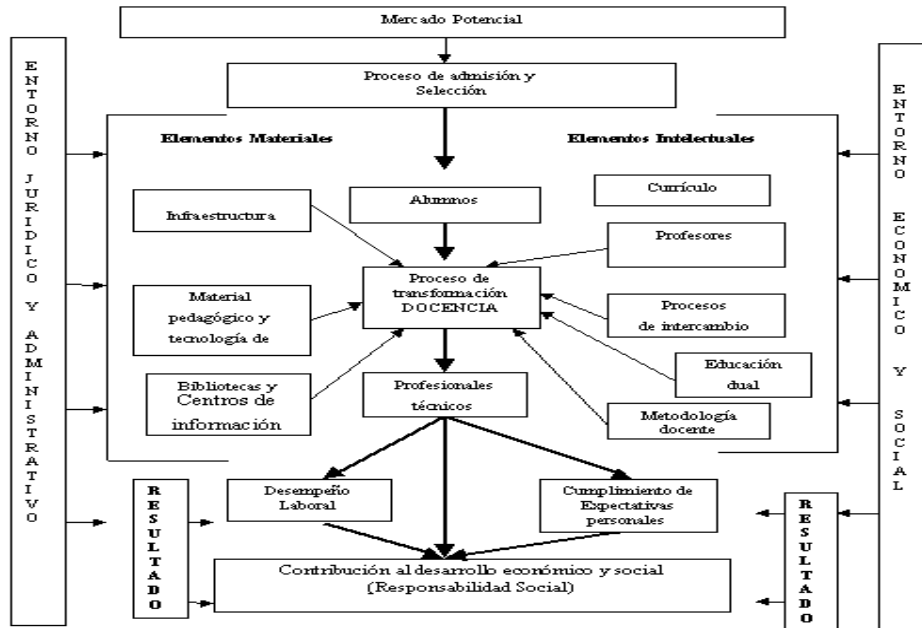 Mercado Potencial
Proceso de admisión y
Selección
ENTORNO JURIDICO Y ADMINISTRATIVO
ENTORNO ECONOMICO Y SOCIAL
Elementos Materiales
Elementos Intelectuales
Alumnos
Currículo
Infraestructura
Profesores
Proceso de
transformación
DOCENCIA
Material
pedagógico y
tecnología de
Procesos
de intercambio
Educación
dual
Bibliotecas y
Centros de
información
Profesionales
técnicos
Metodología
docente
RESULTADO
Desempeño
Laboral
Cumplimiento de
Expectativas
personales
RESULTADO
Contribución al desarrollo económico y social
(Responsabilidad Social)